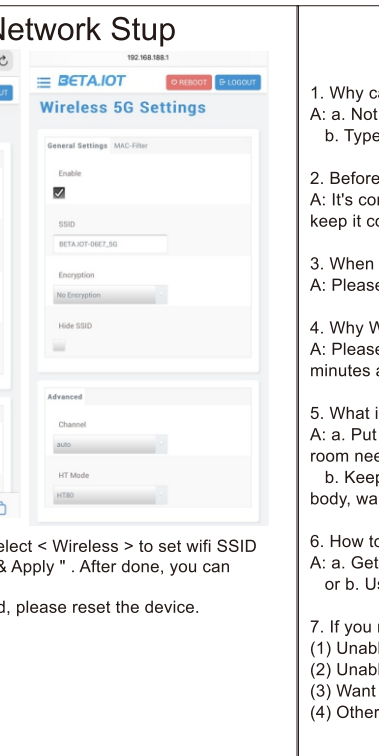 Network Stup
192.168.188.1
BETA.IOT
REBOOT
LOGOUT
Wireless 5G Settings
General Settings MAC-Filter
Enable
SSID
BETA.IOT-06E7_5G
Encryption
No Encryption
Hide SSID
Advanced
Channel
auto
HT Mode
HT80
elect < Wireless > to set wifi SSID
& Apply " . After done, you can
d, please reset the device.
1. Why ca
A: a. Not
b. Type
2. Before
A: It's co
keep it co
3. When
A: Please
4. Why W
A: Please
minutes a
5. What i
A: a. Put
room nee
b. Keep
body, wa
6. How to
A: a. Get
or b. Us
7. If you
(1) Unabl
(2) Unabl
(3) Want
(4) Other